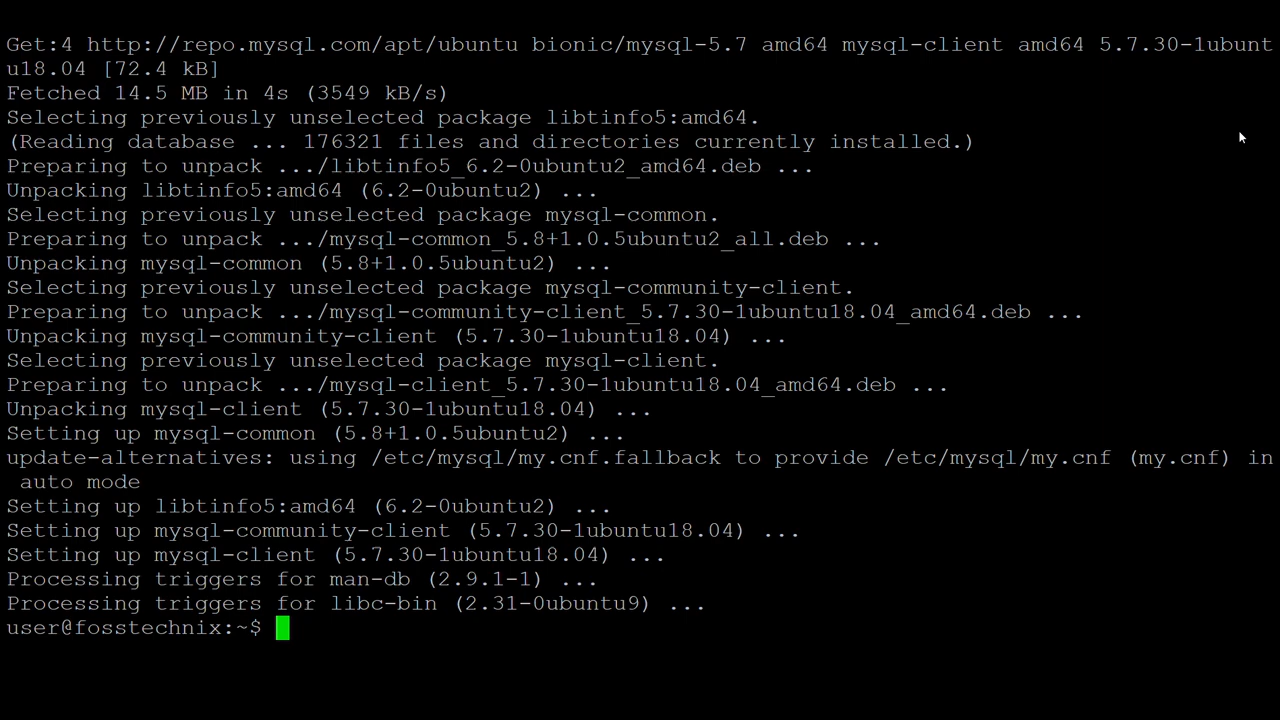 Get:4 http://repo.mysql.com/apt/ubuntu bionic/mysql-5.7 amd64 mysql-client amd64 5.7.30-1ubunt
u18.04 [72.4 kB]
Fetched 14.5 MB in 4s (3549 kB/s)
Selecting previously unselected package libtinfo5:amd64.
(Reading database ... 176321 files and directories currently installed.)
Preparing to unpack .../libtinfo5_6.2-0ubuntu2_amd64.deb ...
Unpacking libtinfo5:amd64 (6.2-0ubuntu2) ...
Selecting previously unselected package mysql-common.
Preparing to unpack .../mysql-common_5.8+1.0.5ubuntu2_all.deb ...
Unpacking mysql-common (5.8+1.0.5ubuntu2) ...
Selecting previously unselected package mysql-community-client.
Preparing to unpack .../mysql-community-client_5.7.30-1ubuntu18.04_amd64.deb ...
Unpacking mysql-community-client (5.7.30-1ubuntu18.04) ...
Selecting previously unselected package mysql-client.
Preparing to unpack .../mysql-client_5.7.30-1ubuntu18.04_amd64.deb ...
Unpacking mysql-client (5.7.30-1ubuntu18.04) ...
Setting up mysql-common (5.8+1.0.5ubuntu2) ...
update-alternatives: using /etc/mysql/my.cnf.fallback to provide /etc/mysql/my.cnf (my.cnf) in
 auto mode
Setting up libtinfo5:amd64 (6.2-0ubuntu2) ...
Setting up mysql-community-client (5.7.30-1ubuntu18.04) ...
Setting up mysql-client (5.7.30-1ubuntu18.04) ...
Processing triggers for man-db (2.9.1-1) ...
Processing triggers for libc-bin (2.31-0ubuntu9) ...
user@fosstechnix:~$